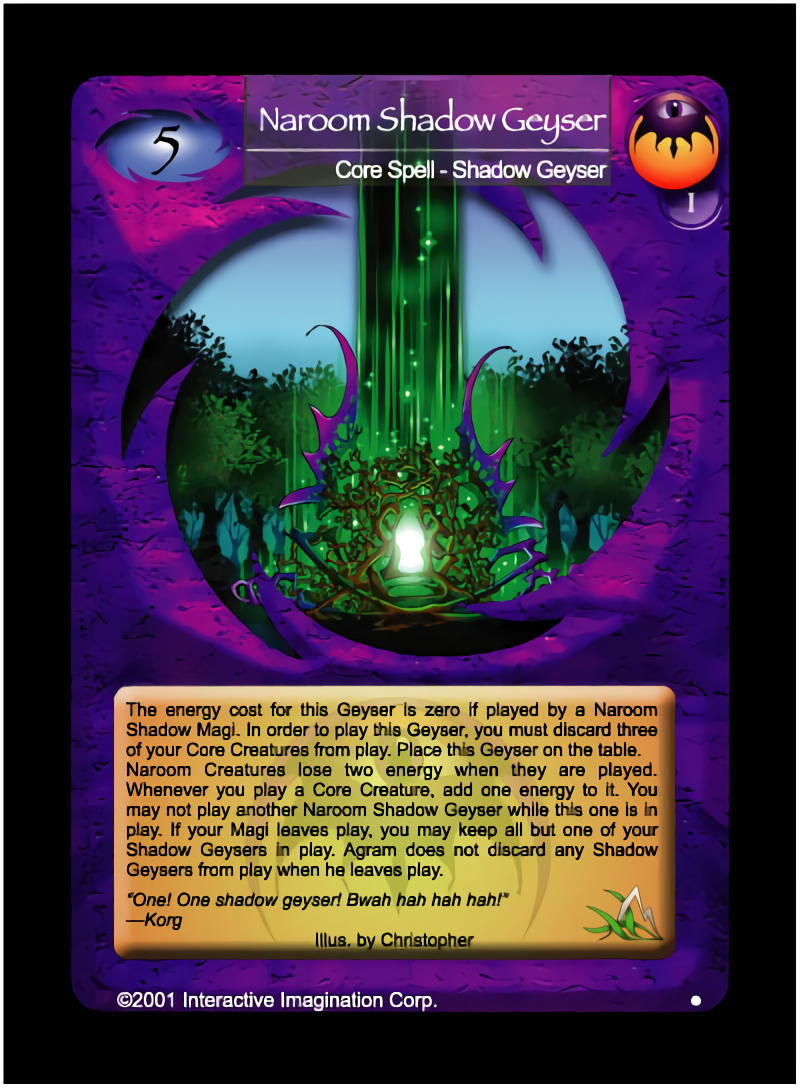 5
Naroom Shadow Geyser
Core Spell - Shadow Geyser
I
The energy cost for this Geyser is zero if played by a Naroom
Shadow Magi. In order to play this Geyser, you must discard three
of your Core Creatures from play. Place this Geyser on the table.
Naroom Creatures lose two energy when they are played.
Whenever you play a Core Creature, add one energy to it. You
may not play another Naroom Shadow Geyser while this one is in
play. If your Magi leaves play, you may keep all but one of your
Shadow Geysers in play. Agram does not discard any Shadow
Geysers from play when he leaves play.
"One! One shadow geyser! Bwah hah hah hah!"
—Korg
Illus. by Christopher
©2001 Interactive Imagination Corp.